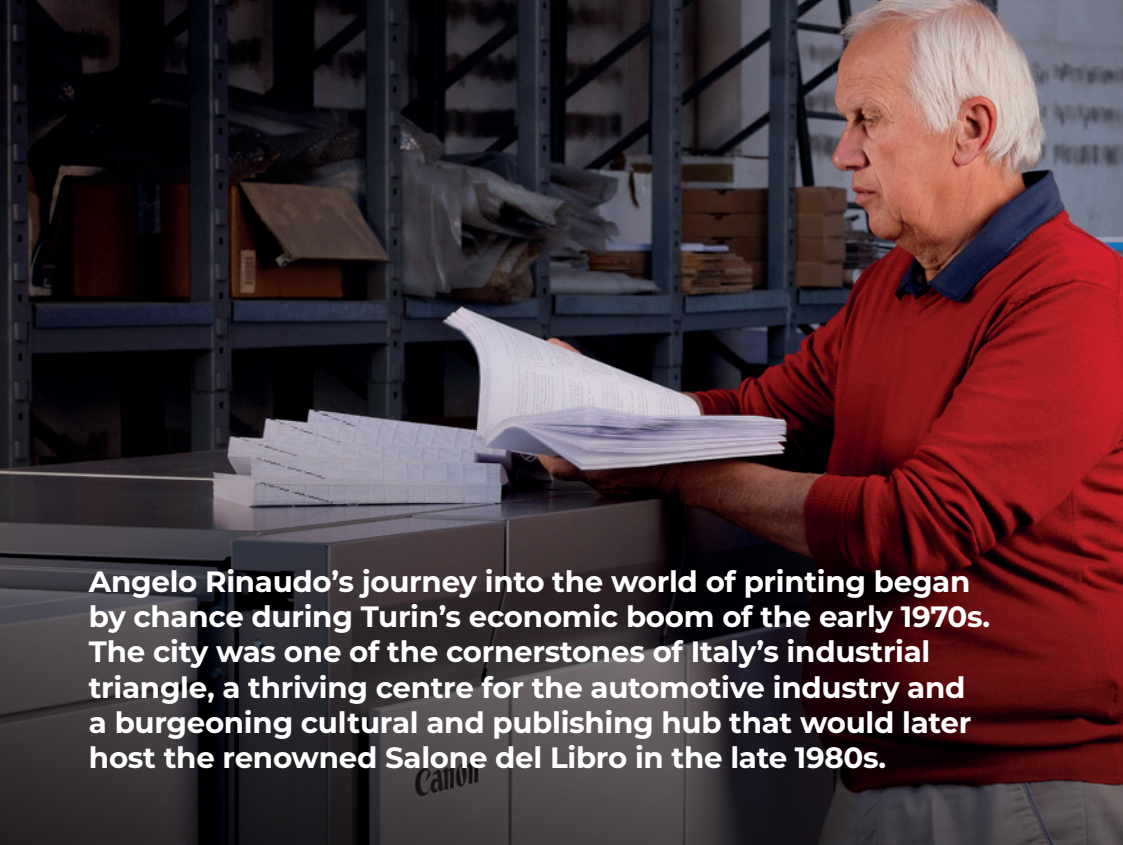 Angelo Rinaudo’s journey into the world of printing began
by chance during Turin’s economic boom of the early 1970s.
The city was one of the cornerstones of Italy’s industrial
triangle, a thriving centre for the automotive industry and
a burgeoning cultural and publishing hub that would later
host the renowned Salone del Libro in the late 1980s.
Canon